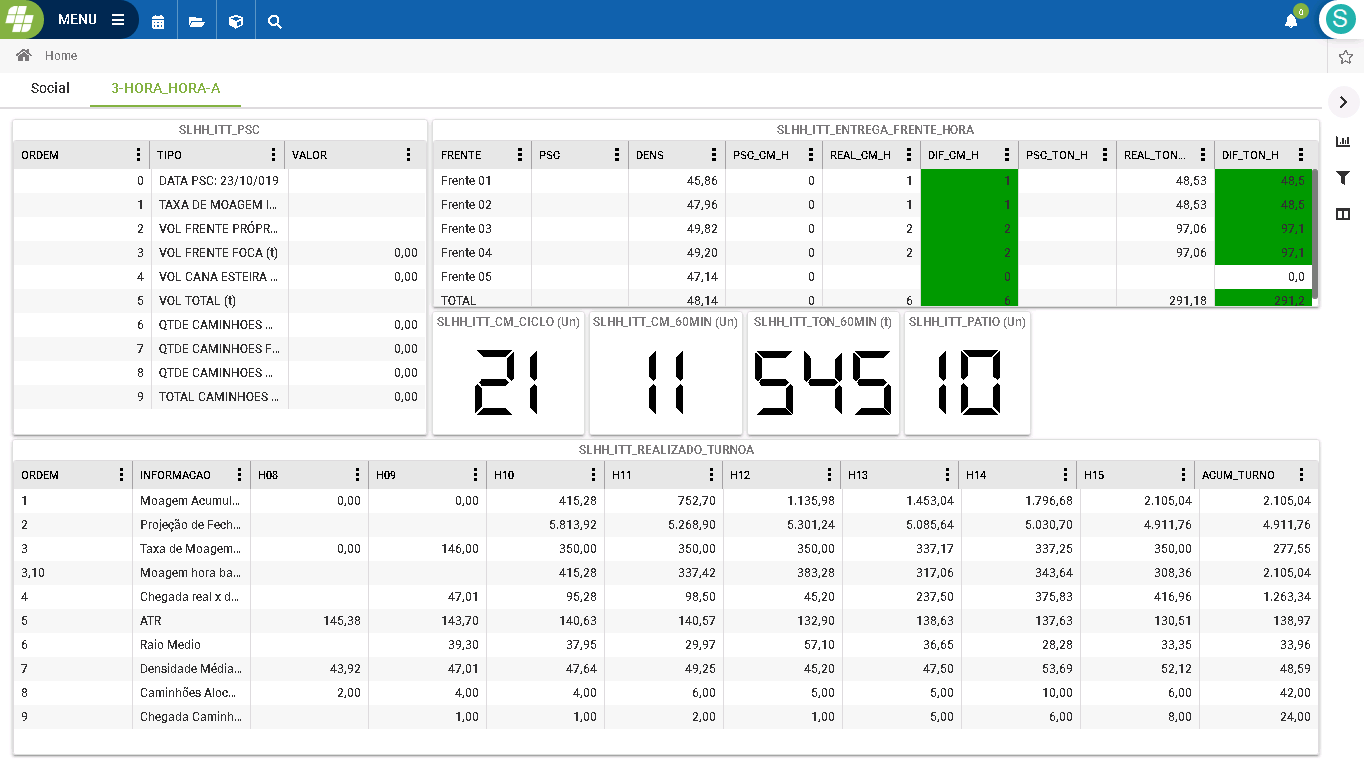 MENU
0
S
Home
Social 3-HORA_HORA-A
SLHH_ITT_PSC
ORDEM TIPO VALOR
0 DATA PSC: 23/10/019
1 TAXA DE MOAGEM I...
2 VOL FRENTE PRÓPR...
3 VOL FRENTE FOCA (t) 0,00
4 VOL CANA ESTEIRA ... 0,00
5 VOL TOTAL (t)
6 QTDE CAMINHOES ... 0,00
7 QTDE CAMINHOES F... 0,00
8 QTDE CAMINHOES ... 0,00
9 TOTAL CAMINHOES ... 0,00
SLHH_ITT_ENTREGA_FRENTE_HORA
FRENTE PSC DENS PSC_CM_H REAL_CM_H DIF_CM_H PSC_TON_H REAL_TON... DIF_TON_H
Frente 01 45,86 0 1 1 48,53 48,5
Frente 02 47,96 0 1 1 48,53 48,5
Frente 03 49,82 0 2 2 97,06 97,1
Frente 04 49,20 0 2 2 97,06 97,1
Frente 05 47,14 0 0 0,0
TOTAL 48,14 0 6 6 291,18 291,2
SLHH_ITT_CM_CICLO (Un) SLHH_ITT_CM_60MIN (Un) SLHH_ITT_TON_60MIN (t) SLHH_ITT_PATIO (Un)
21 11 545 10
SLHH_ITT_REALIZADO_TURNOA
ORDEM INFORMACAO H08 H09 H10 H11 H12 H13 H14 H15 ACUM_TURNO
1 Moagem Acumul... 0,00 0,00 415,28 752,70 1.135,98 1.453,04 1.796,68 2.105,04 2.105,04
2 Projeção de Fech... 5.813,92 5.268,90 5.301,24 5.085,64 5.030,70 4.911,76 4.911,76
3 Taxa de Moagem... 0,00 146,00 350,00 350,00 350,00 337,17 337,25 350,00 277,55
3,10 Moagem hora ba... 415,28 337,42 383,28 317,06 343,64 308,36 2.105,04
4 Chegada real x d... 47,01 95,28 98,50 45,20 237,50 375,83 416,96 1.263,34
5 ATR 145,38 143,70 140,63 140,57 132,90 138,63 137,63 130,51 138,97
6 Raio Medio 39,30 37,95 29,97 57,10 36,65 28,28 33,35 33,96
7 Densidade Média... 43,92 47,01 47,64 49,25 45,20 47,50 53,69 52,12 48,59
8 Caminhões Aloc... 2,00 4,00 4,00 6,00 5,00 5,00 10,00 6,00 42,00
9 Chegada Caminh... 1,00 1,00 2,00 1,00 5,00 6,00 8,00 24,00